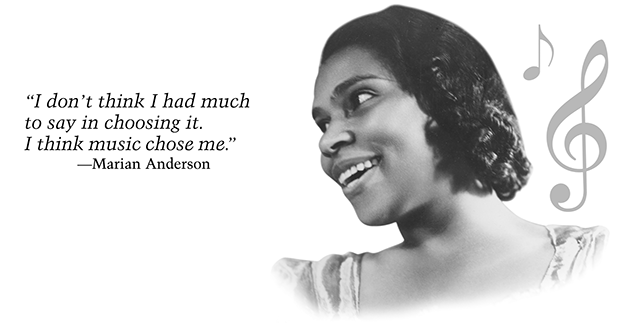 “I don’t think I had much
to say in choosing it.
I think music chose me.”
—Marian Anderson